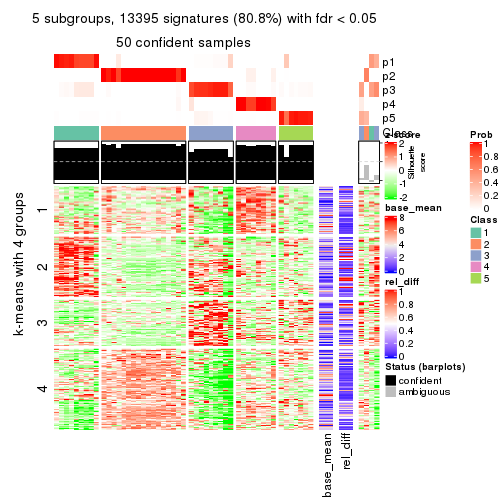 5 subgroups, 13395 signatures (80.8%) with fdr < 0.05
50 confident samples
p1
p2
p3
p4
p5
Class
Silhouette
score
k-means with 4 groups
1
2
3
4
base_mean
rel_diff
z-score
2
1
0
-1
-2
base_mean
8
6
4
2
0
rel_diff
1
0.8
0.6
0.4
0.2
0
Status (barplots)
confident
ambiguous
Prob
1
0.8
0.6
0.4
0.2
0
Class
1
2
3
4
5